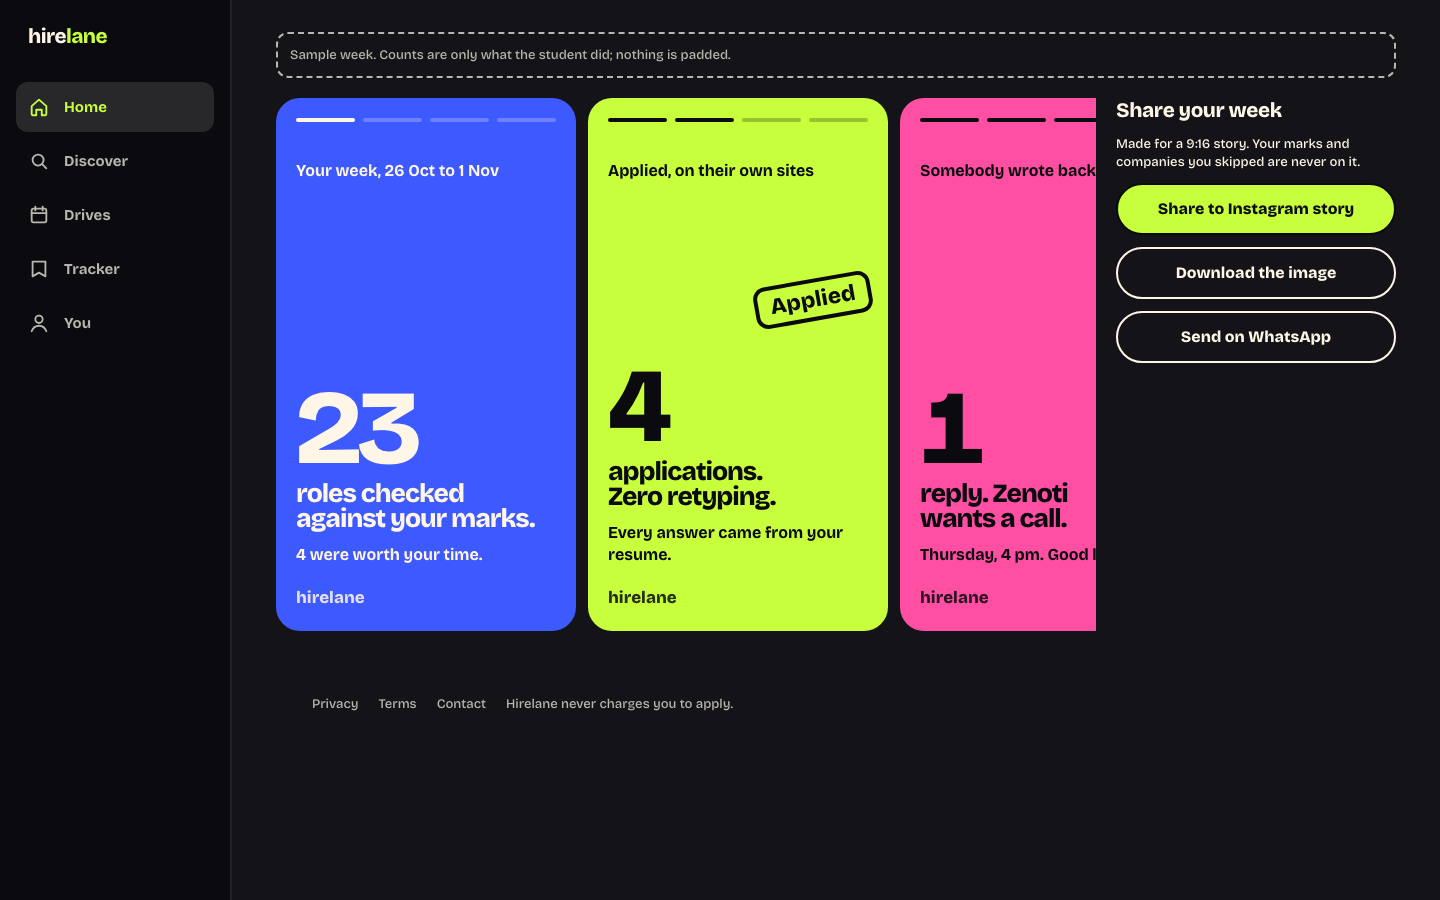 hirelane
Home
Discover
Drives
Tracker
You
Sample week. Counts are only what the student did; nothing is padded.
Your week, 26 Oct to 1 Nov
23
roles checked
against your marks.
4 were worth your time.
hirelane
Applied, on their own sites
Applied
4
applications.
Zero retyping.
Every answer came from your
resume.
hirelane
Somebody wrote back
1
reply. Zenoti
wants a call.
Thursday, 4 pm. Good
hirelane
Share your week
Made for a 9:16 story. Your marks and
companies you skipped are never on it.
Share to Instagram story
Download the image
Send on WhatsApp
Privacy
Terms
Contact
Hirelane never charges you to apply.